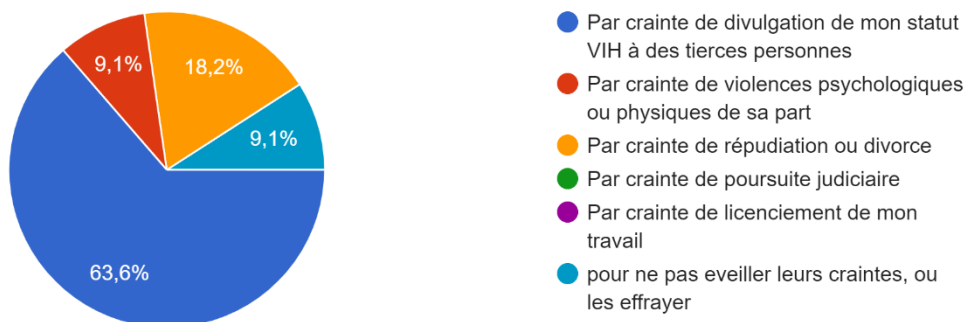 9,1%
18,2%
9,1%
63,6%
Par crainte de divulgation de mon statut
VIH à des tierces personnes
Par crainte de violences psychologiques
ou physiques de sa part
Par crainte de répudiation ou divorce
Par crainte de poursuite judiciaire
Par crainte de licenciement de mon
travail
pour ne pas eveiller leurs craintes, ou
les effrayer